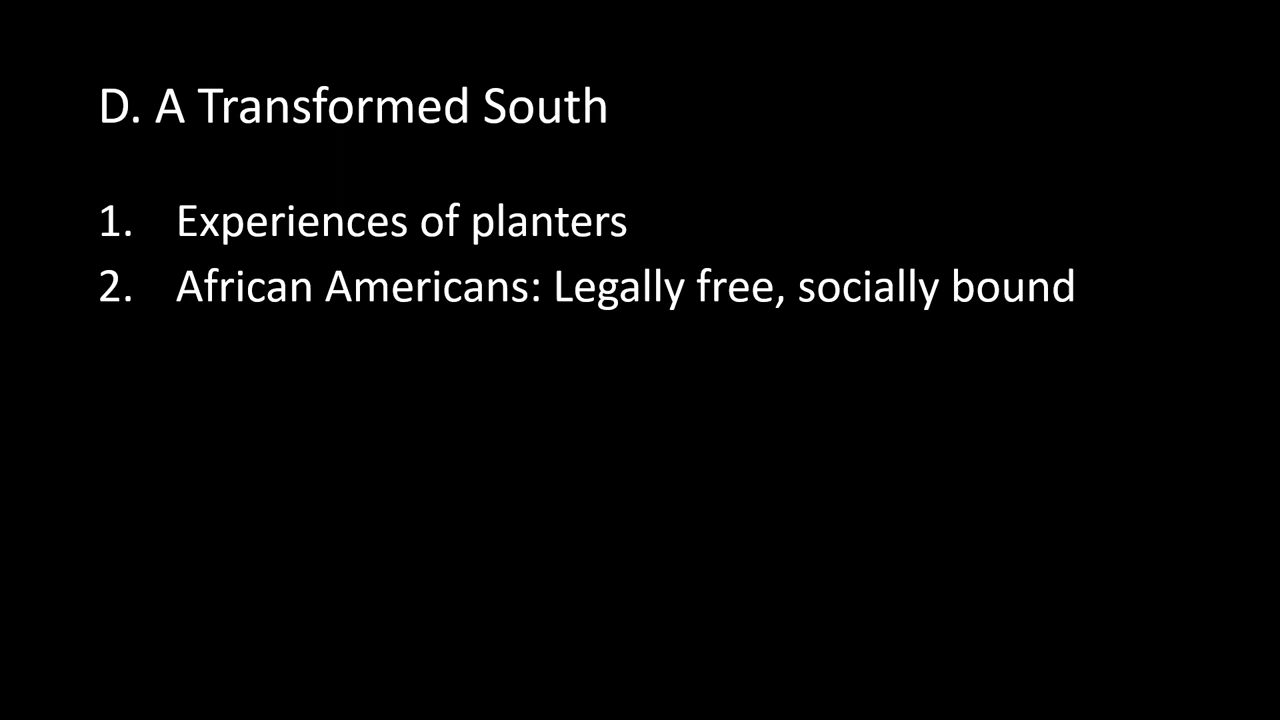 D. A Transformed South
1. Experiences of planters
2. African Americans: Legally free, socially bound